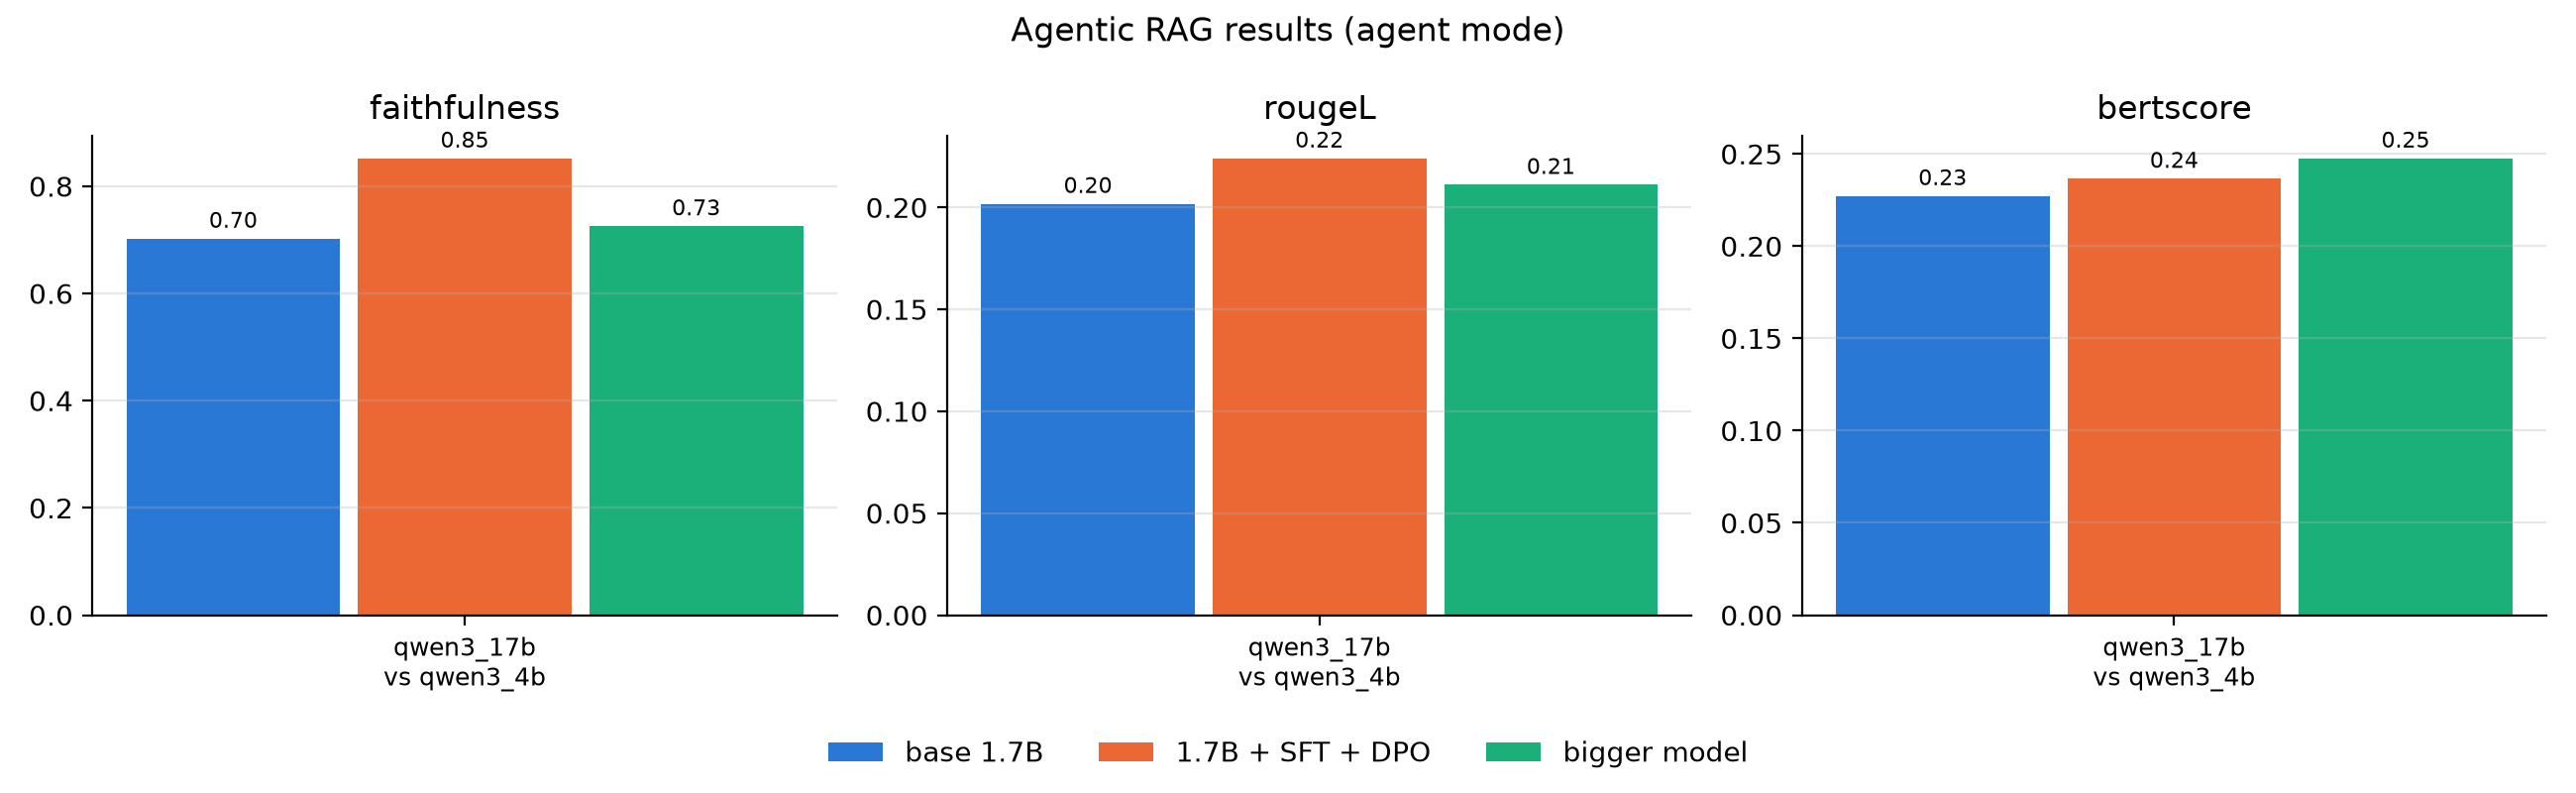 Agentic RAG results (agent mode)
faithfulness
0.85
0.70
0.73
0.8
0.6
0.4
0.2
0.0
qwen3_17b
vs qwen3_4b
rougeL
0.20
0.22
0.21
0.20
0.15
0.10
0.05
0.00
qwen3_17b
vs qwen3_4b
bertscore
0.23
0.24
0.25
0.25
0.20
0.15
0.10
0.05
0.00
qwen3_17b
vs qwen3_4b
base 1.7B
1.7B + SFT + DPO
bigger model